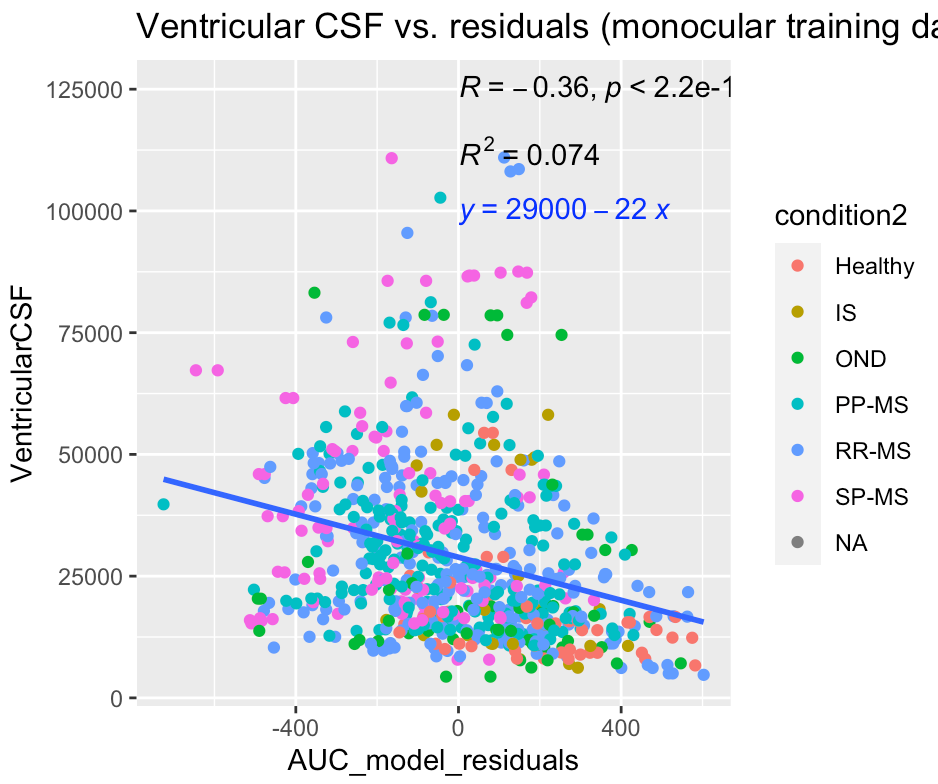 Ventricular CSF vs. residuals (monocular training da
R = −0.36, p < 2.2e-1
R² = 0.074
y = 29000 − 22 x
125000
100000
75000
50000
25000
0
VentricularCSF
-400 0 400
AUC_model_residuals
condition2
Healthy
IS
OND
PP-MS
RR-MS
SP-MS
NA